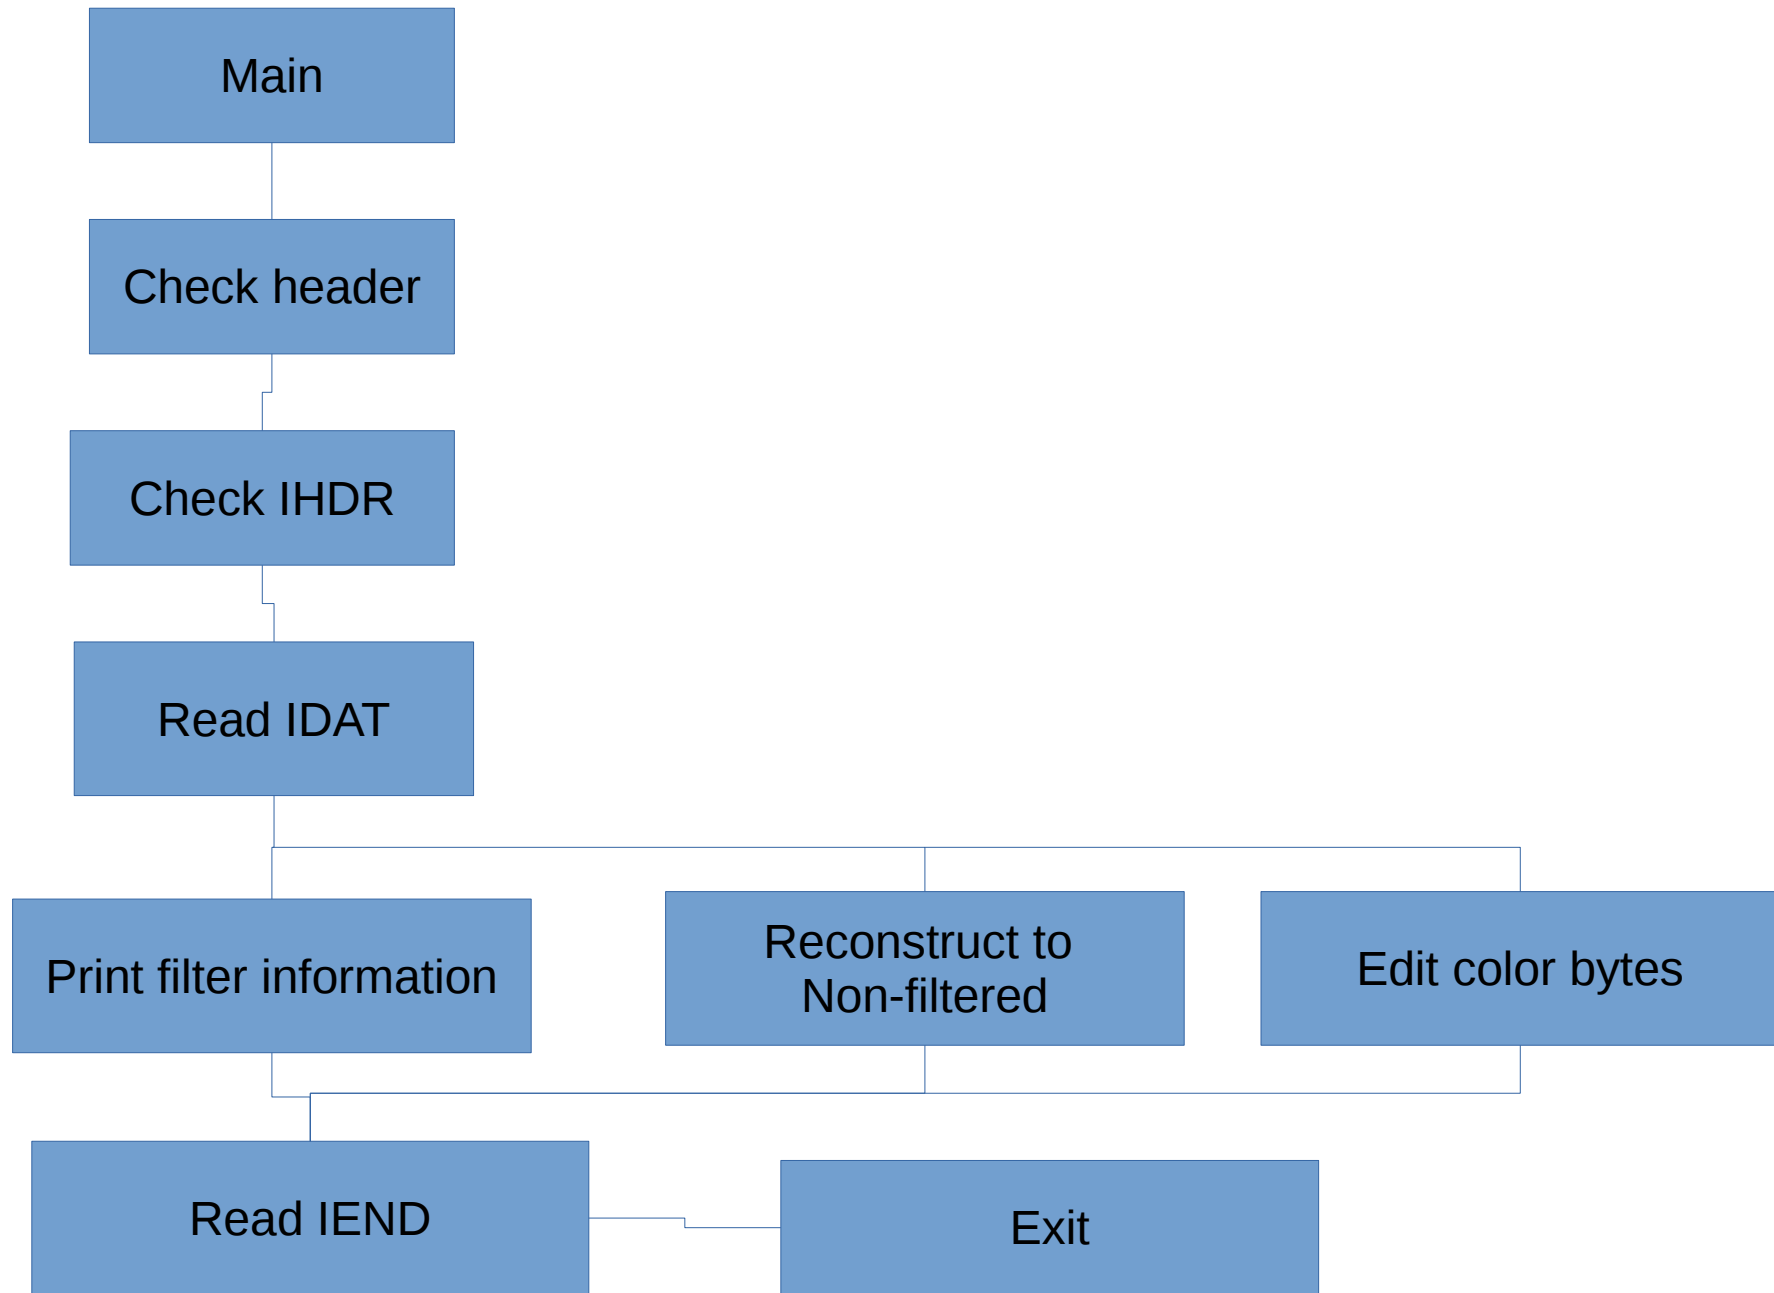 Main
Check header
Check IHDR
Read IDAT
Print filter information
Reconstruct to
Non-filtered
Edit color bytes
Read IEND
Exit